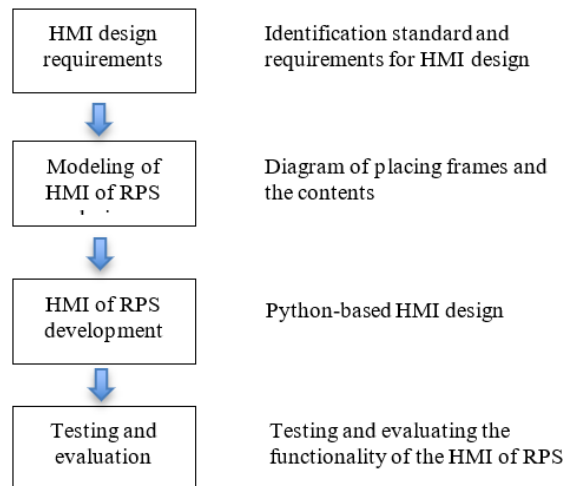 HMI design
requirements
Identification standard and
requirements for HMI design
Modeling of
HMI of RPS
Diagram of placing frames and
the contents
HMI of RPS
development
Python-based HMI design
Testing and
evaluation
Testing and evaluating the
functionality of the HMI of RPS